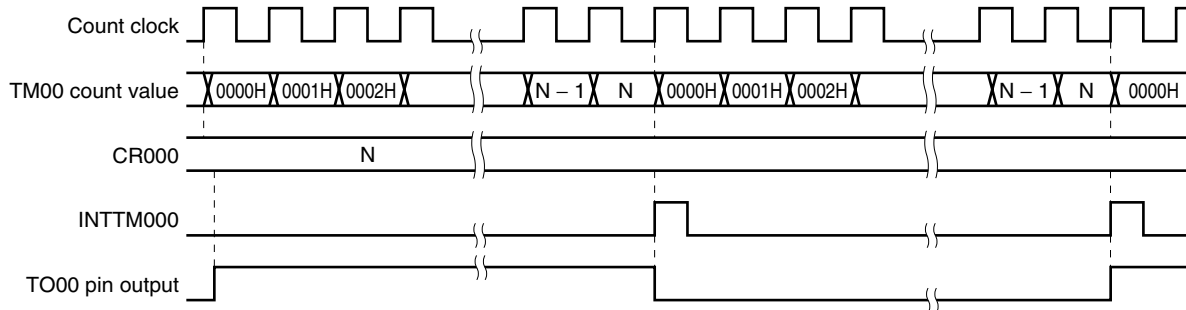 Count clock
TM00 count value 0000H 0001H 0002H N − 1 N 0000H 0001H 0002H N − 1 N 0000H
CR000 N
INTTM000
TO00 pin output